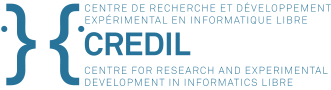 CENTRE DE RECHERCHE ET DÉVELOPPEMENT
EXPÉRIMENTAL EN INFORMATIQUE LIBRE
CREDIL
CENTRE FOR RESEARCH AND EXPERIMENTAL
DEVELOPMENT IN INFORMATICS LIBRE